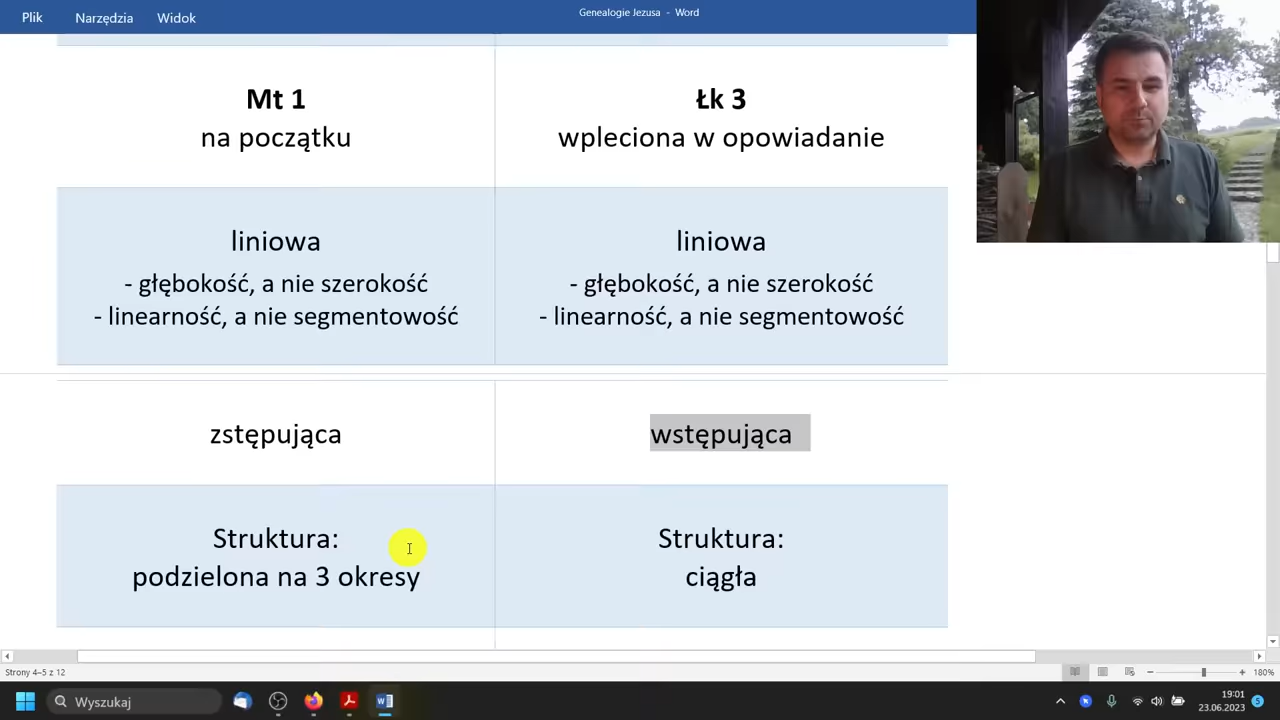 Genealogie Jezusa - Word
Plik Narzędzia Widok
Mt 1
na początku
Łk 3
wpleciona w opowiadanie
liniowa
- głębokość, a nie szerokość
- linearność, a nie segmentowość
liniowa
- głębokość, a nie szerokość
- linearność, a nie segmentowość
zstępująca
wstępująca
Struktura:
podzielona na 3 okresy
Struktura:
ciągła
Strony 4–5 z 12
180%
Wyszukaj
19:01
23.06.2023